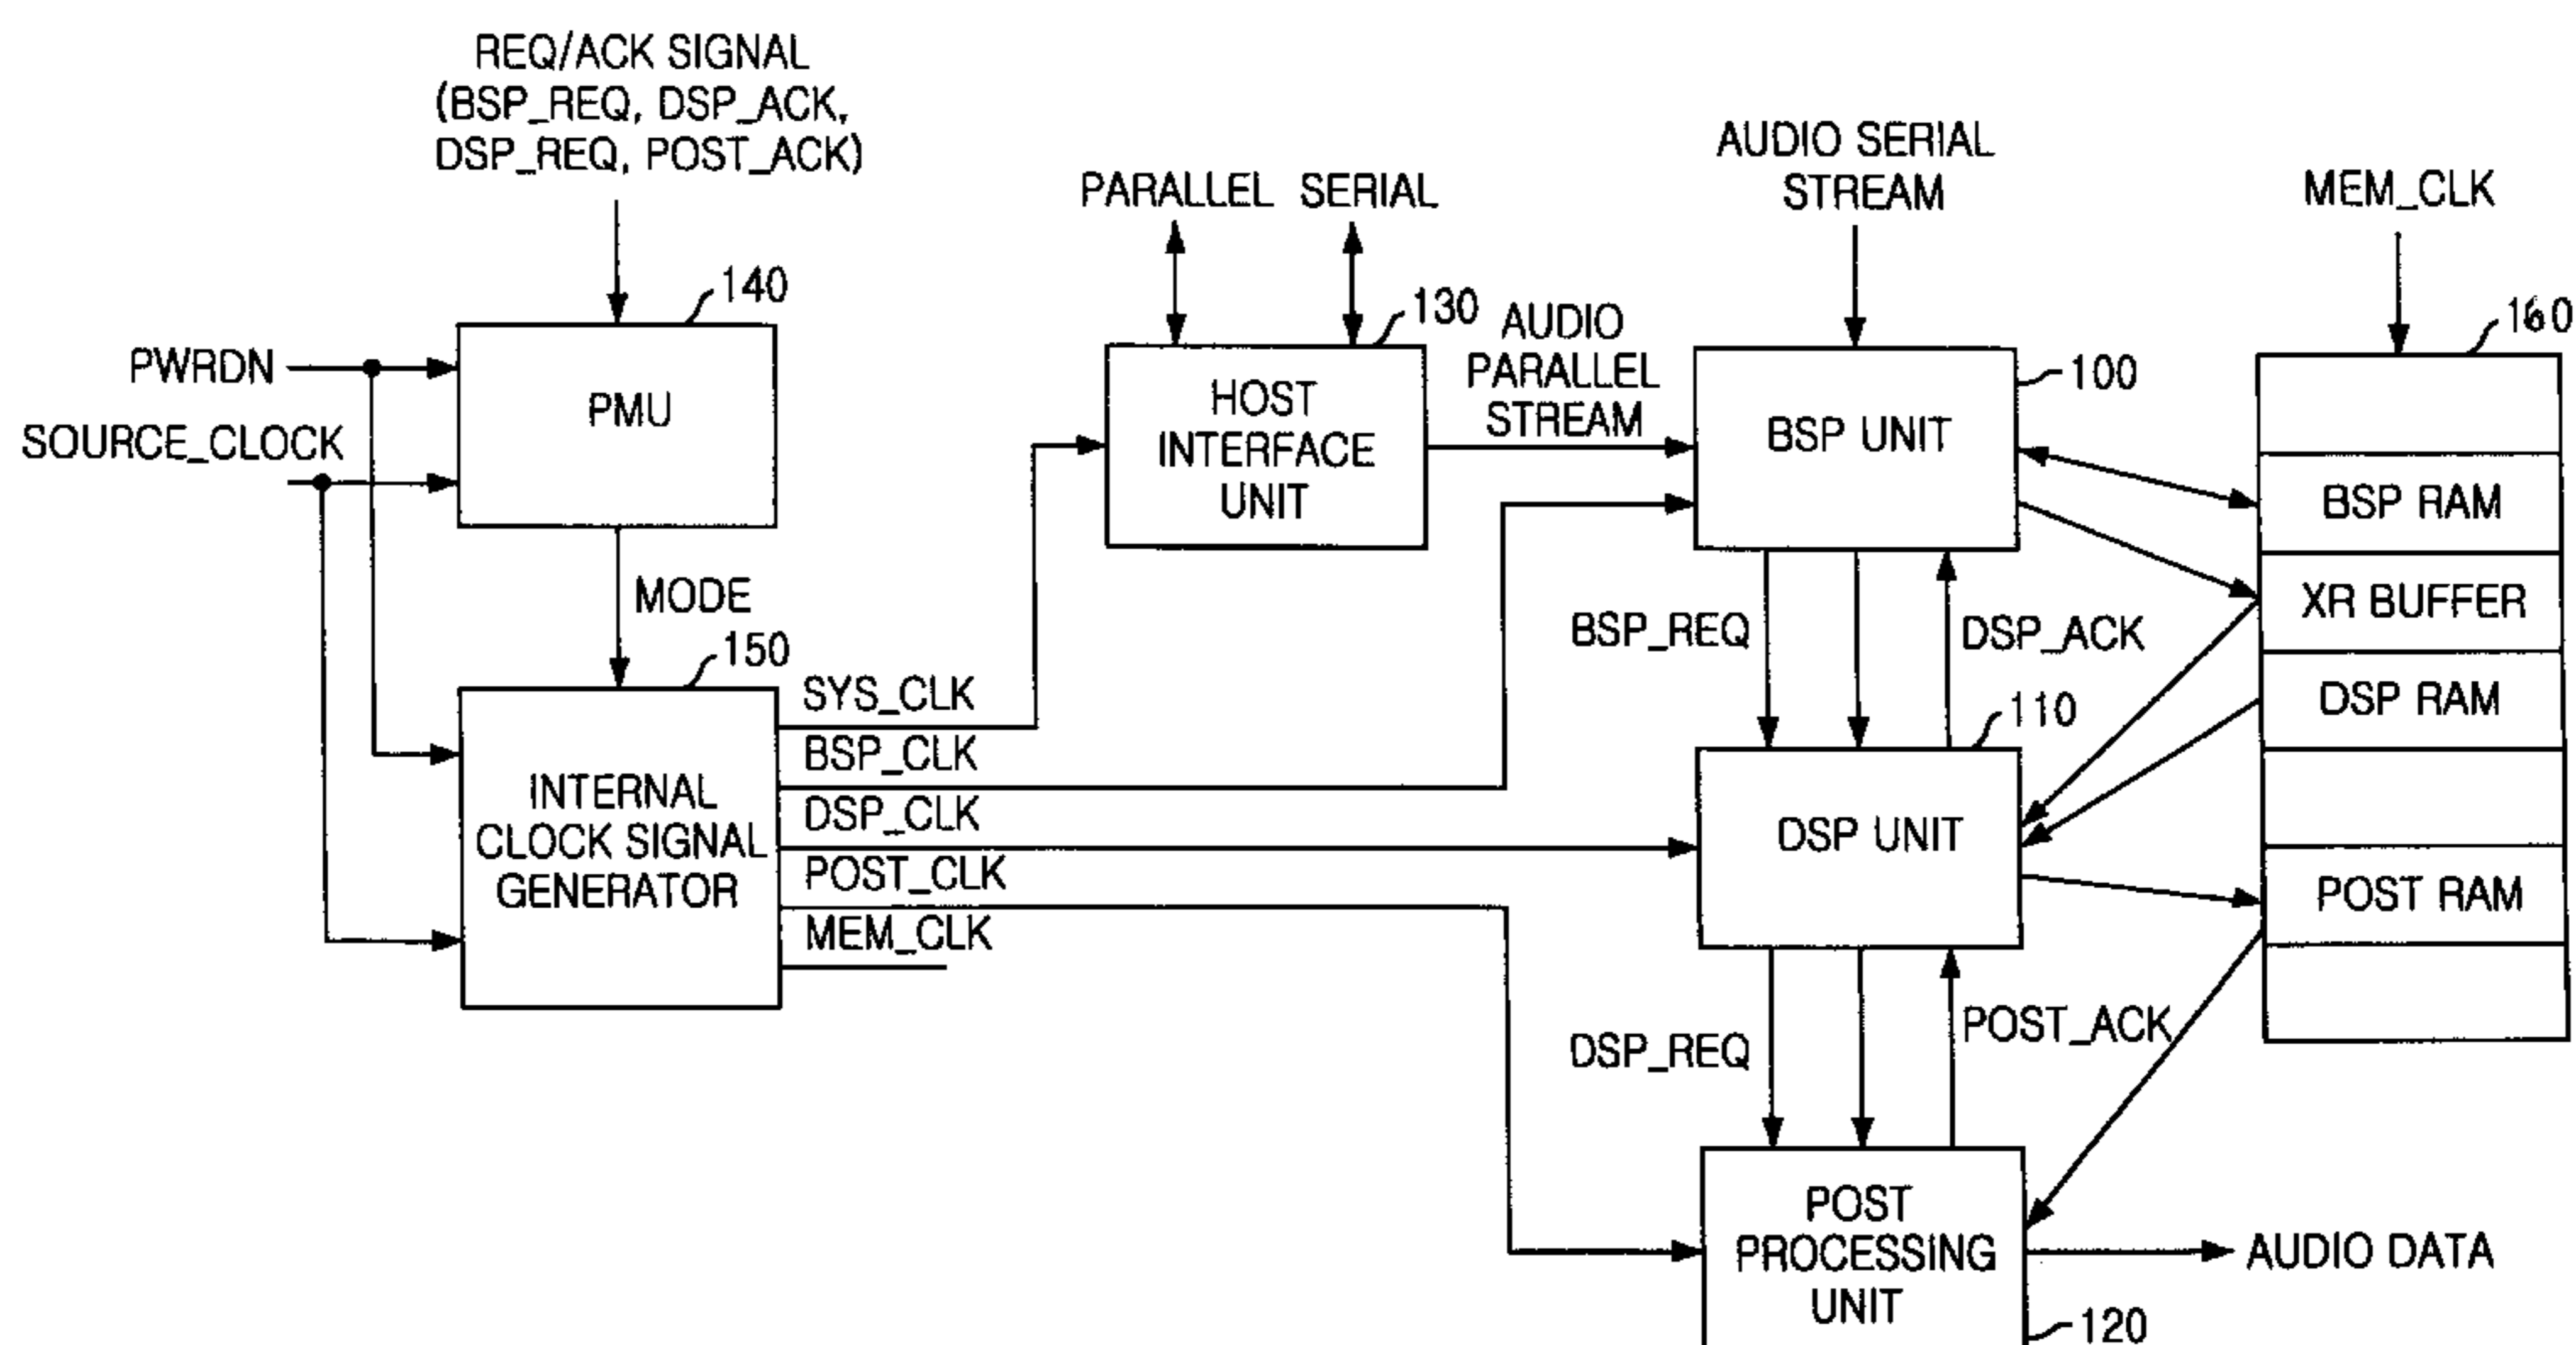 REQ/ACK SIGNAL
(BSP_REQ, DSP_ACK,
DSP_REQ, POST_ACK)
140
PWRDN
SOURCE_CLOCK
PMU
MODE
150
INTERNAL
CLOCK SIGNAL
GENERATOR
SYS_CLK
BSP_CLK
DSP_CLK
POST_CLK
MEM_CLK
PARALLEL
SERIAL
130
HOST
INTERFACE
UNIT
AUDIO
PARALLEL
STREAM
AUDIO SERIAL
STREAM
100
BSP UNIT
BSP_REQ
DSP_ACK
110
DSP UNIT
DSP_REQ
POST_ACK
POST
PROCESSING
UNIT
120
AUDIO DATA
MEM_CLK
160
BSP RAM
XR BUFFER
DSP RAM
POST RAM